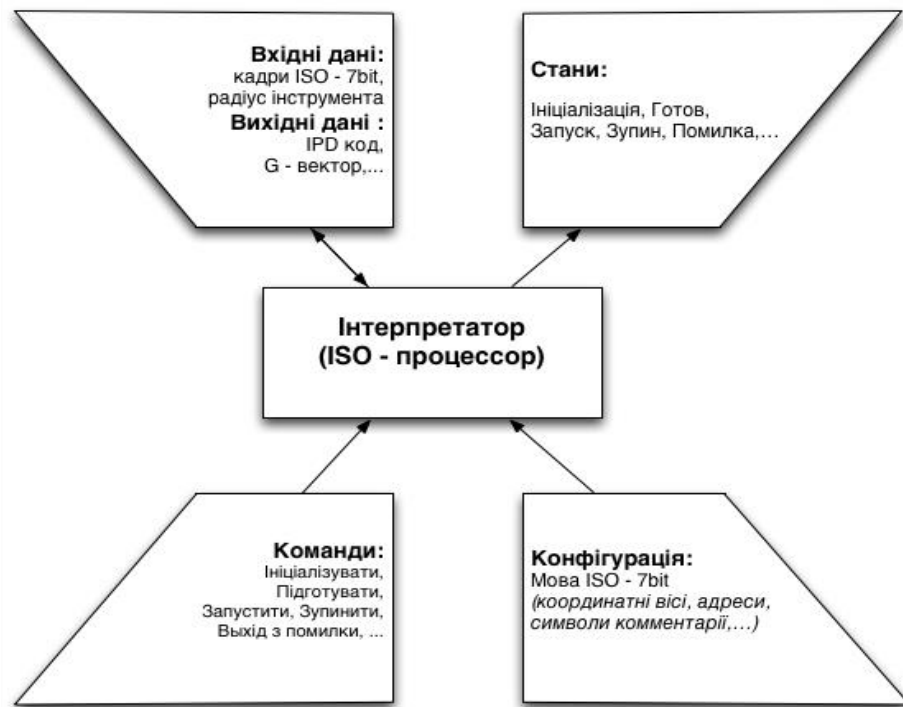 Вхідні дані:
кадри ISO - 7bit,
радіус інструмента
Вихідні дані :
IPD код,
G - вектор,...
Стани:
Ініціалізація, Готов,
Запуск, Зупин, Помилка,...
Інтерпретатор
(ISO - процессор)
Команди:
Ініціалізувати,
Підготувати,
Запустити, Зупинити,
Выхід з помилки, ...
Конфігурація:
Мова ISO - 7bit
(координатні вісі, адреси,
символи комментарії,...)